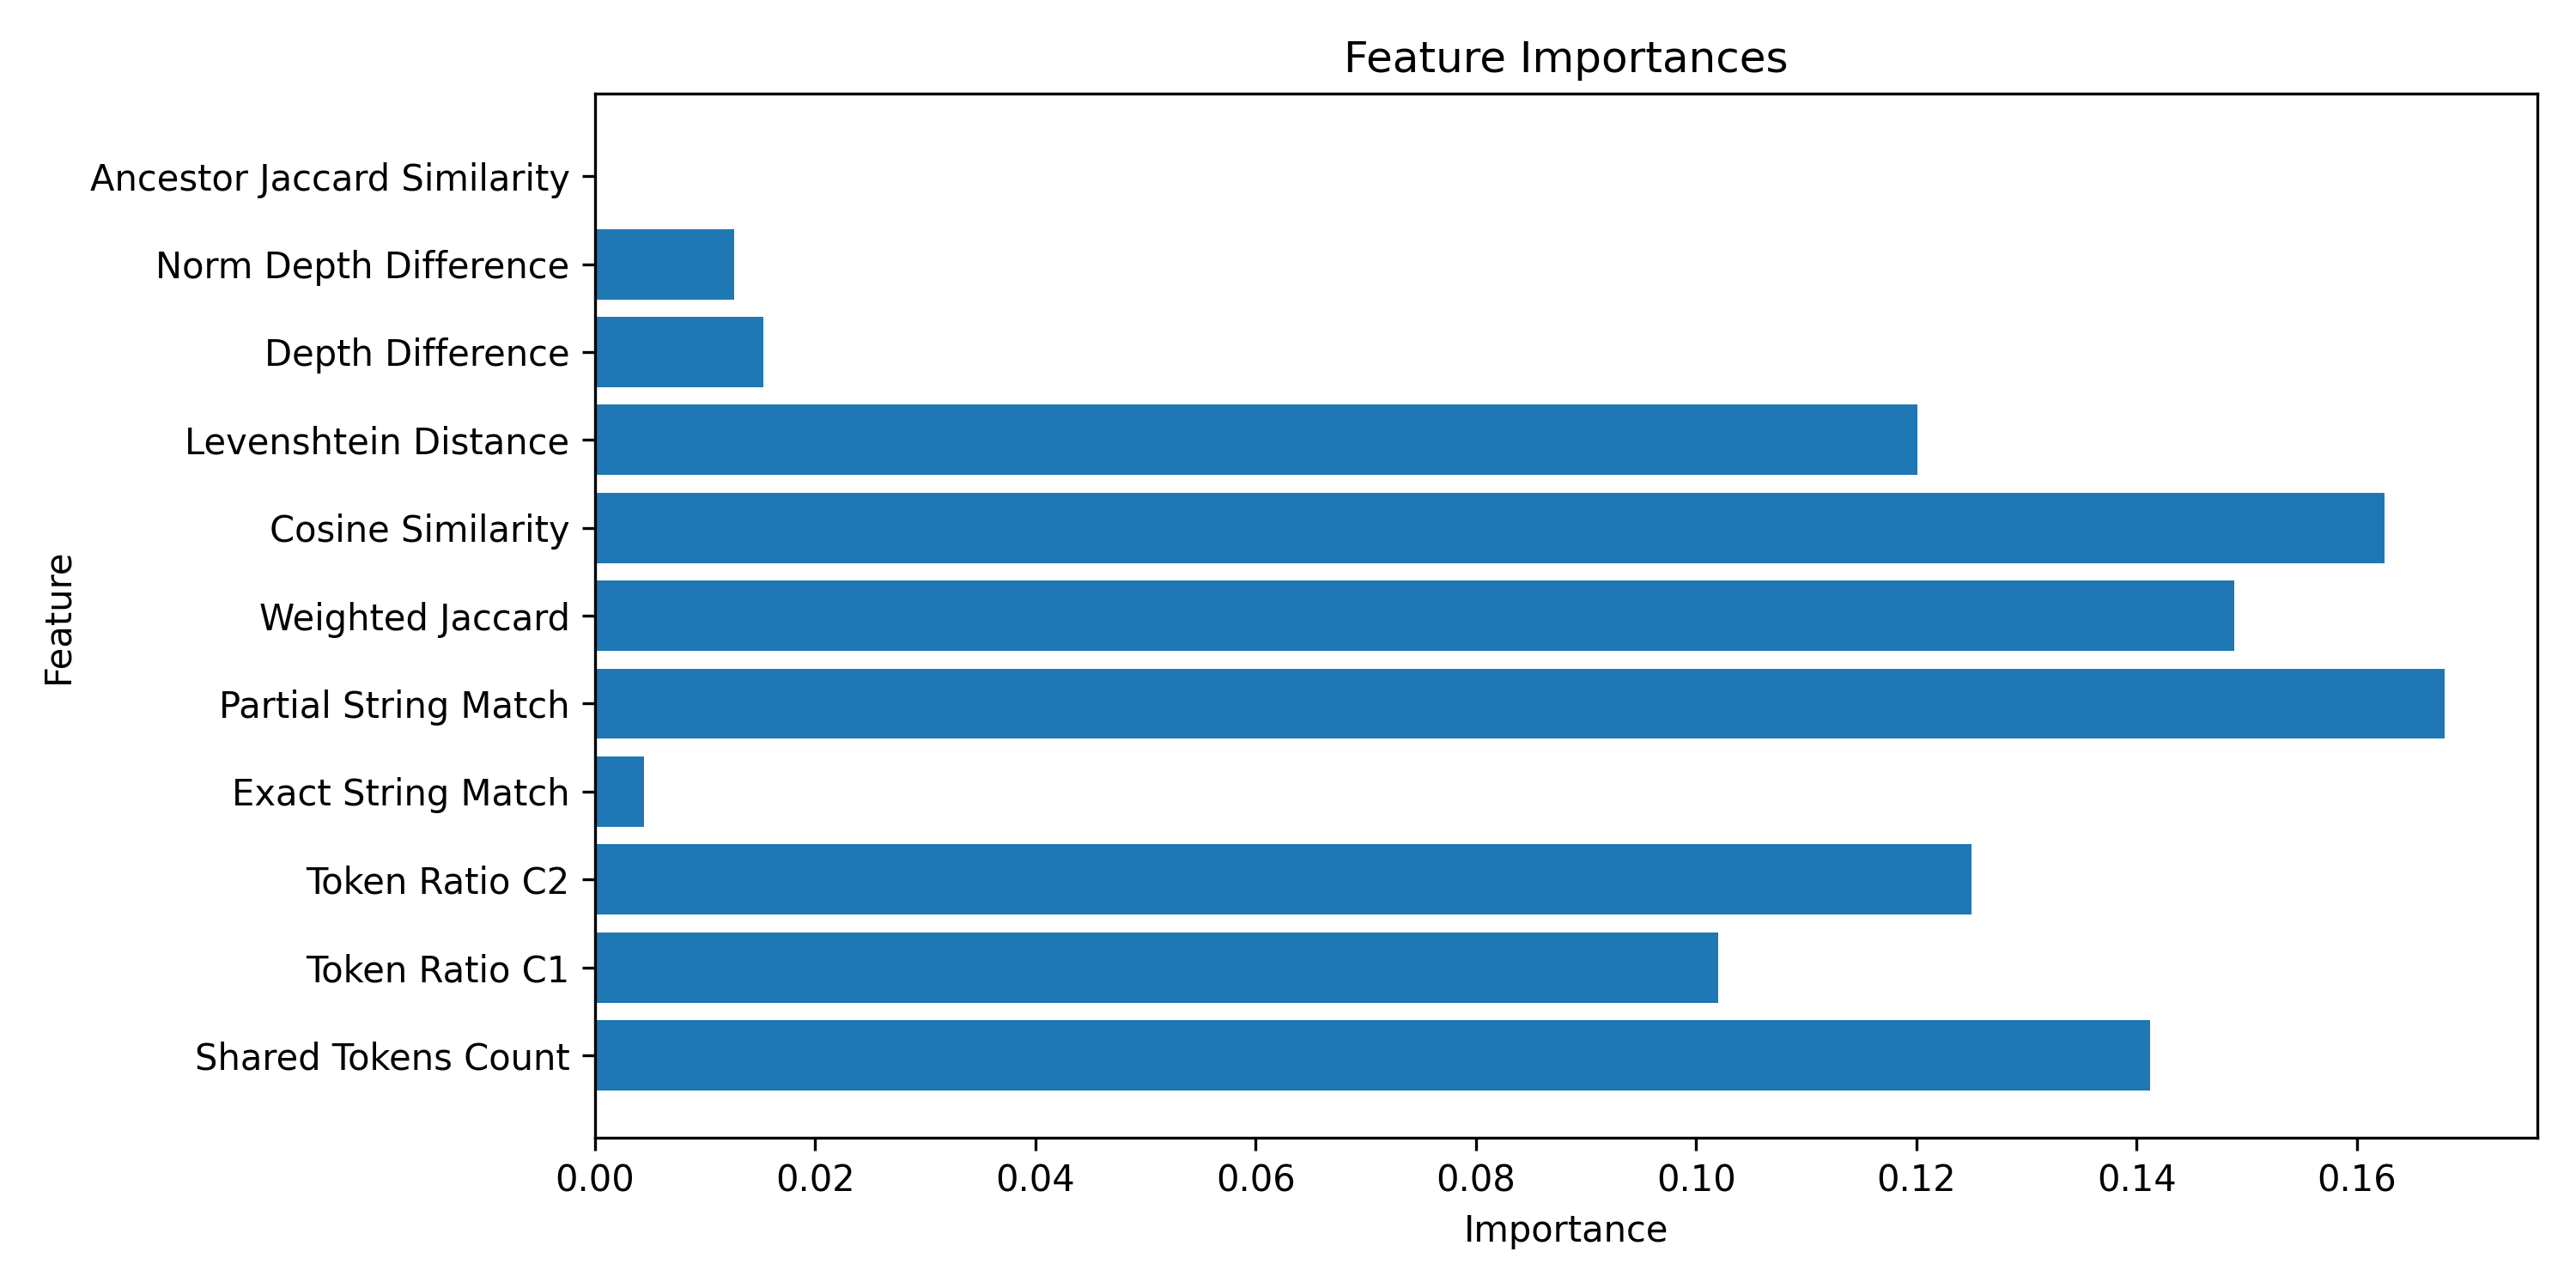 Feature Importances
Ancestor Jaccard Similarity
Norm Depth Difference
Depth Difference
Levenshtein Distance
Cosine Similarity
Weighted Jaccard
Partial String Match
Exact String Match
Token Ratio C2
Token Ratio C1
Shared Tokens Count
Feature
0.00 0.02 0.04 0.06 0.08 0.10 0.12 0.14 0.16
Importance